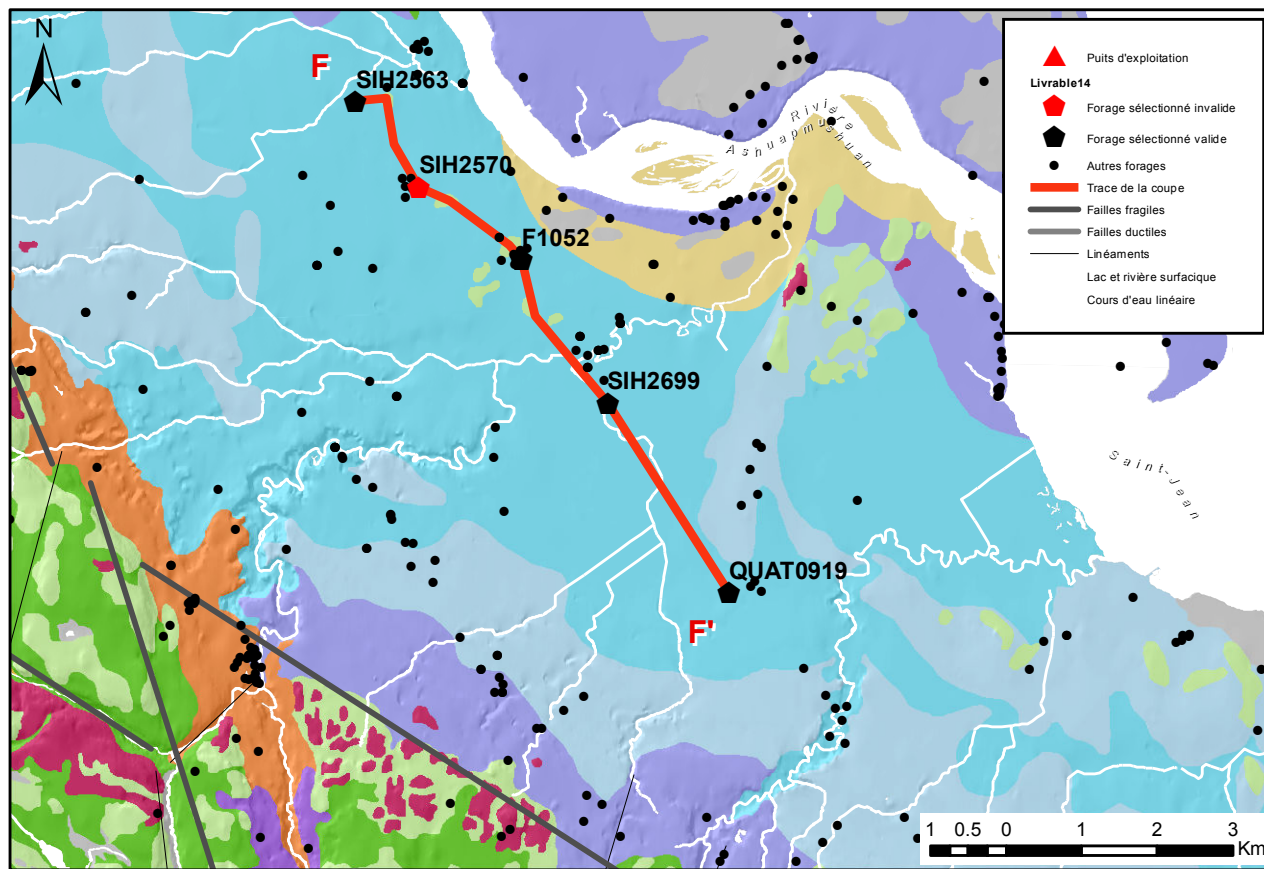 N
F
SIH2563
SIH2570
F1052
SIH2699
QUAT0919
F'
Rivière
Ashuapmushuan
Saint-Jean
Puits d'exploitation
Livrable14
Forage sélectionné invalide
Forage sélectionné valide
Autres forages
Trace de la coupe
Failles fragiles
Failles ductiles
Linéaments
Lac et rivière surfacique
Cours d'eau linéaire
1 0.5 0 1 2 3
Km